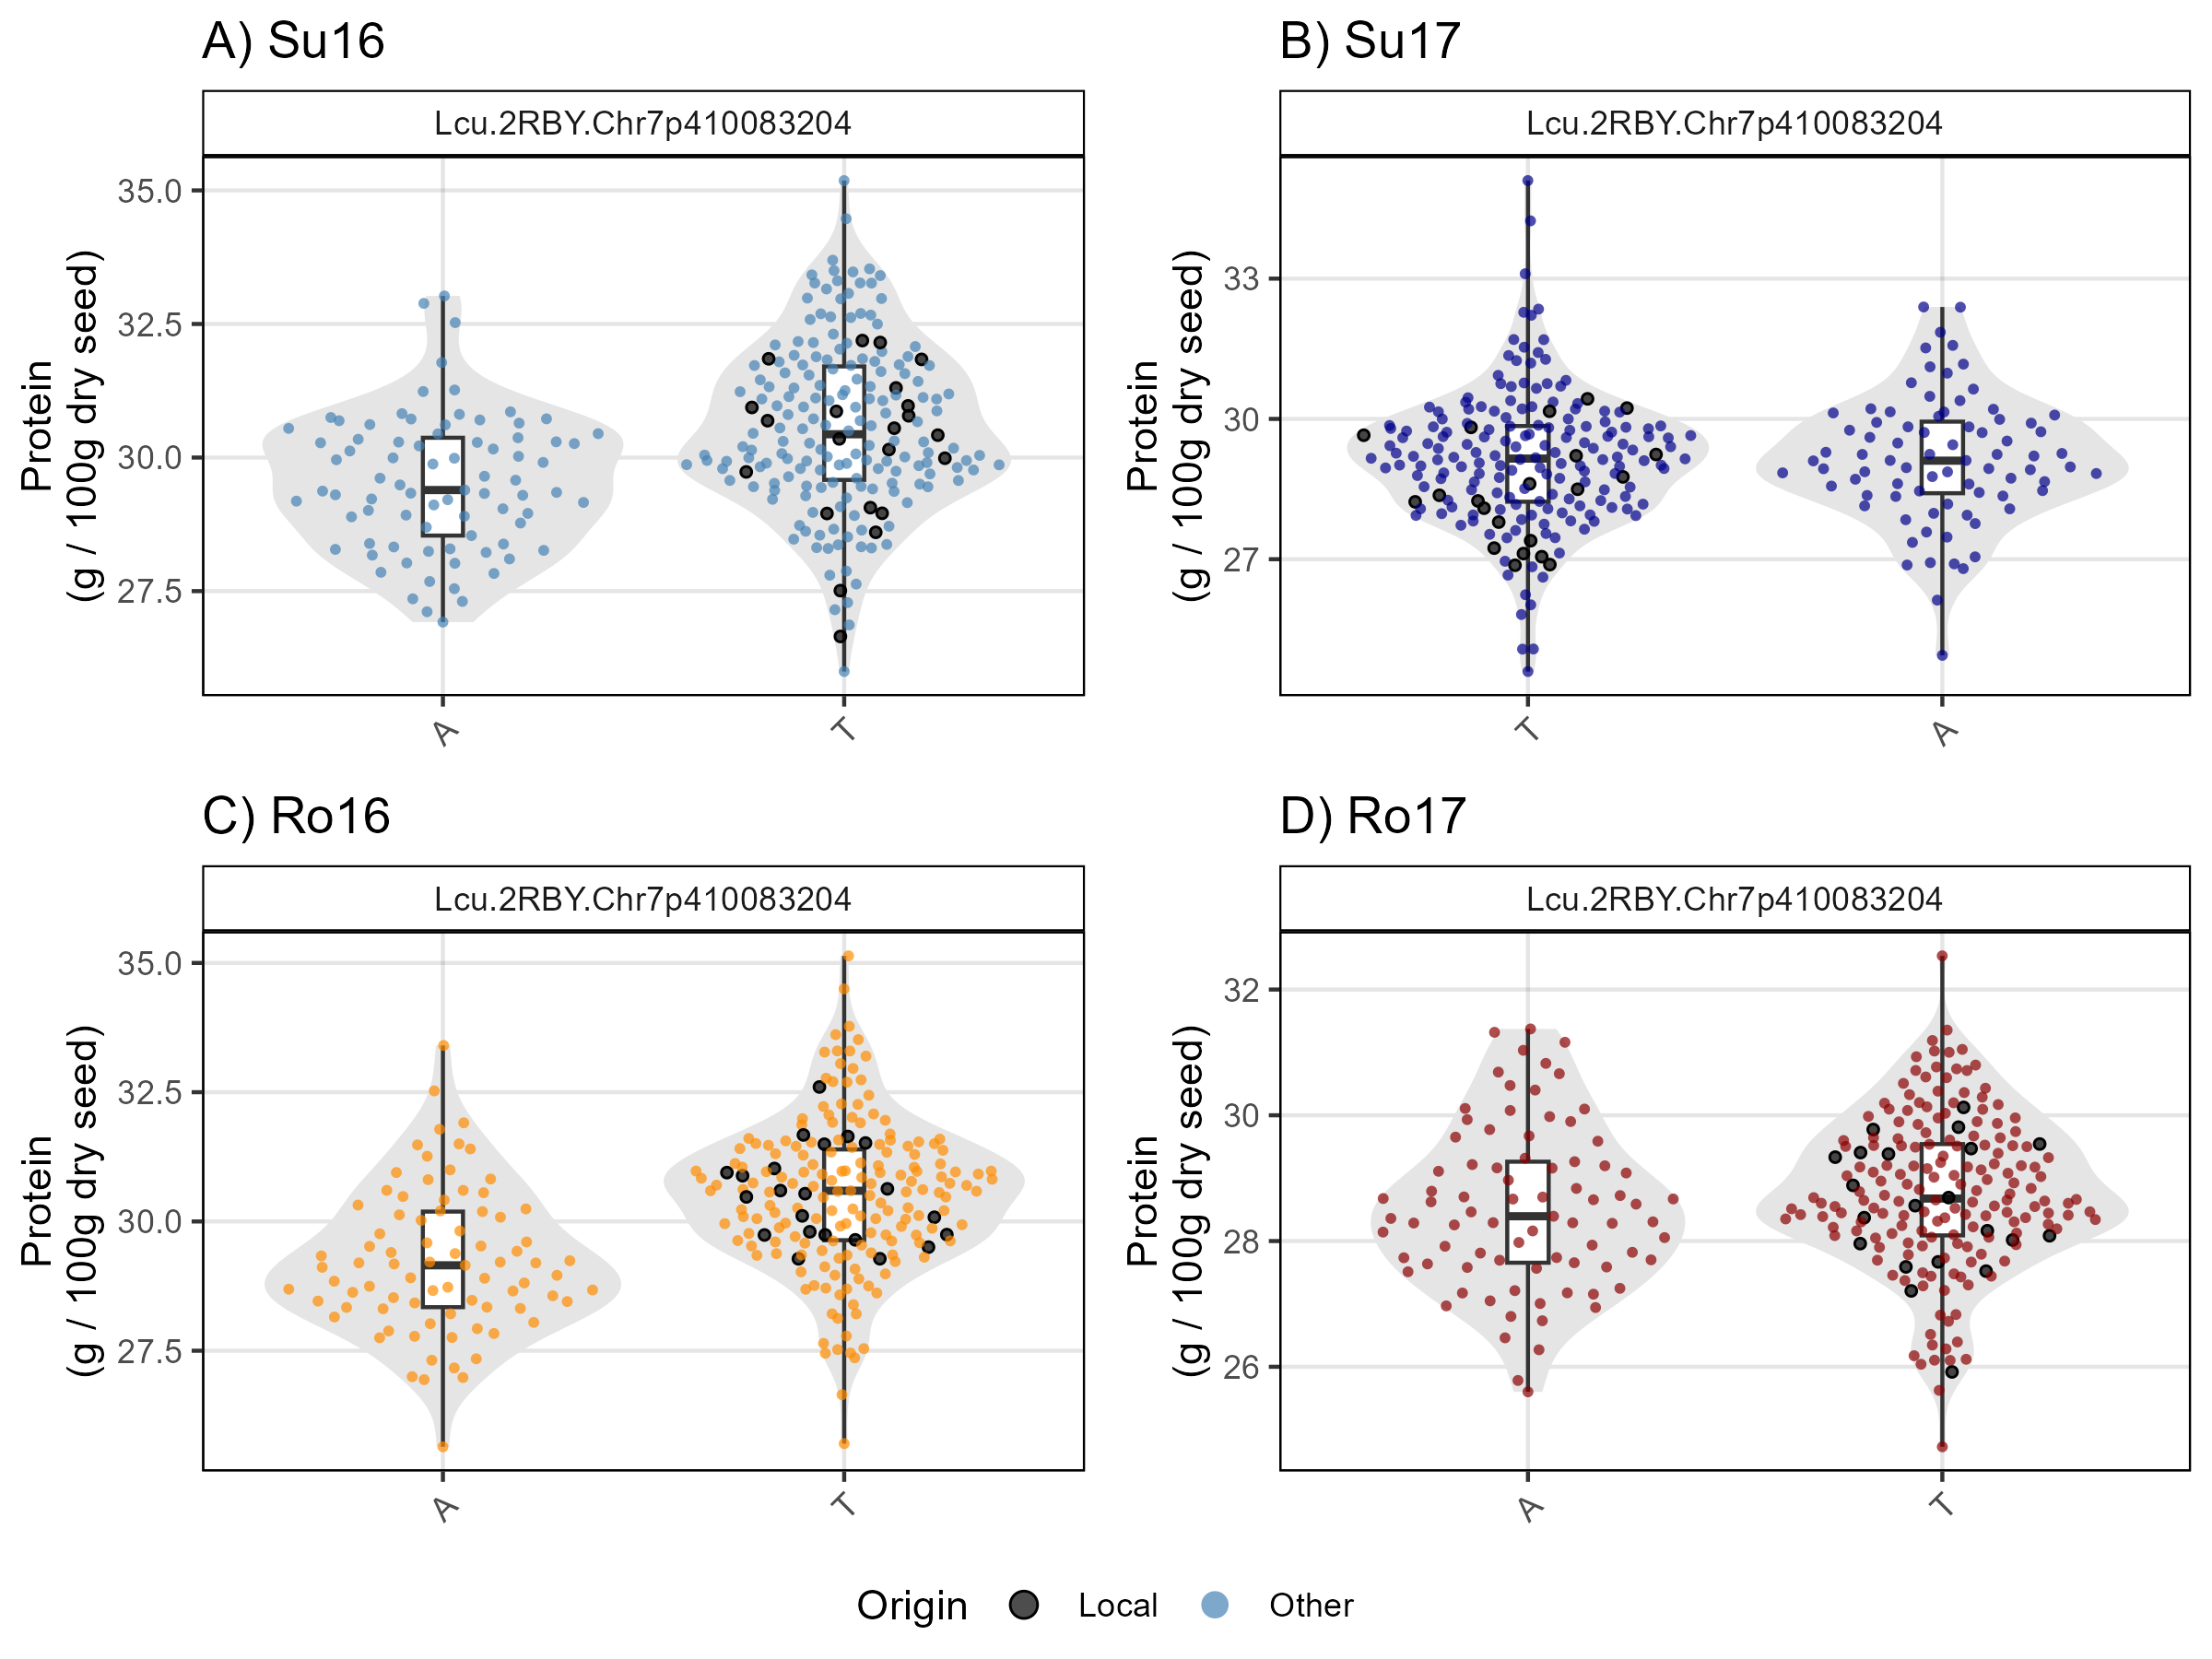 A) Su16
Lcu.2RBY.Chr7p410083204
Protein
(g / 100g dry seed)
35.0
32.5
30.0
27.5
A
T
B) Su17
Lcu.2RBY.Chr7p410083204
Protein
(g / 100g dry seed)
33
30
27
T
A
C) Ro16
Lcu.2RBY.Chr7p410083204
Protein
(g / 100g dry seed)
35.0
32.5
30.0
27.5
A
T
D) Ro17
Lcu.2RBY.Chr7p410083204
Protein
(g / 100g dry seed)
32
30
28
26
A
T
Origin Local Other